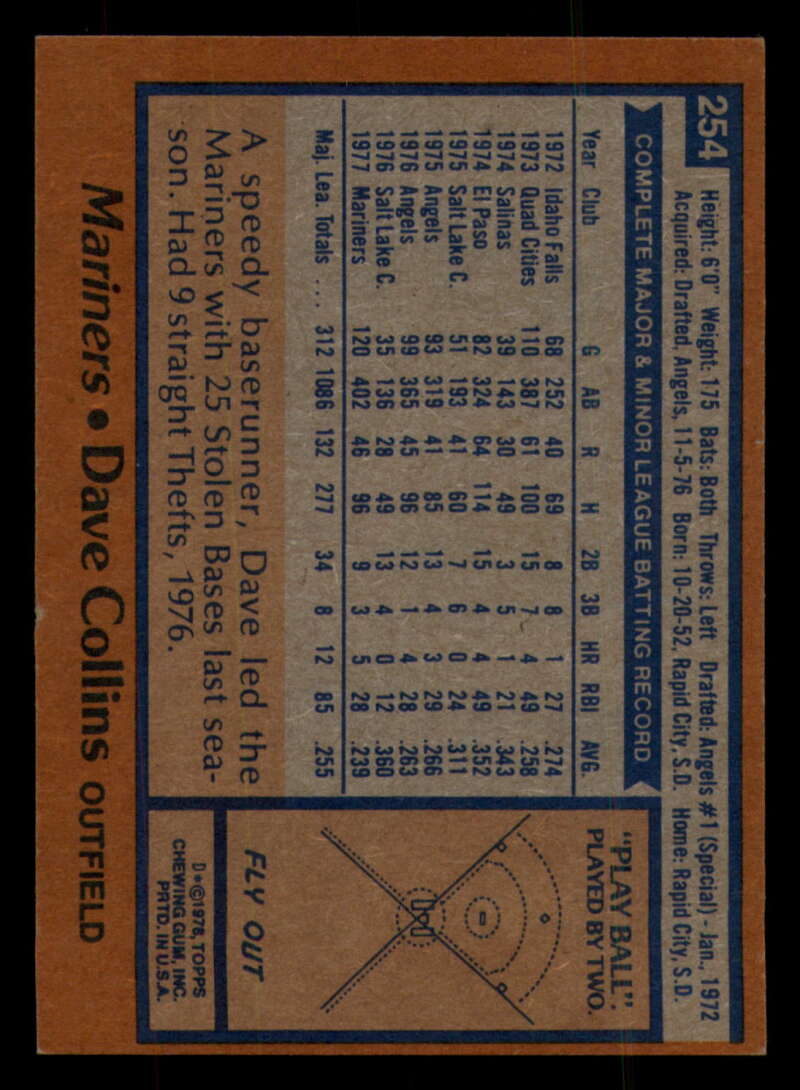 254
Height: 6'0" Weight: 175 Bats: Both Throws: Left Drafted: Angels #1 (Special) - Jan., 1972
Acquired: Drafted, Angels, 11-5-76 Born: 10-20-52, Rapid City, S.D. Home: Rapid City, S.D.
COMPLETE MAJOR & MINOR LEAGUE BATTING RECORD
Year Club G AB R H 2B 3B HR RBI AVG.
1972 Idaho Falls 68 252 40 69 8 8 1 27 .274
1973 Quad Cities 110 387 61 100 15 7 4 49 .258
1974 Salinas 39 143 30 49 3 5 1 21 .343
1974 El Paso 82 324 64 114 15 4 4 49 .352
1975 Salt Lake C. 51 193 41 60 7 6 0 24 .311
1975 Angels 93 319 41 85 13 4 3 29 .266
1976 Angels 99 365 45 96 12 1 4 28 .263
1976 Salt Lake C. 35 136 28 49 13 4 0 12 .360
1977 Mariners 120 402 46 96 9 3 5 28 .239
Maj. Lea. Totals .... 312 1086 132 277 34 8 12 85 .255
A speedy baserunner, Dave led the
Mariners with 25 Stolen Bases last sea-
son. Had 9 straight Thefts, 1976.
"PLAY BALL":
PLAYED BY TWO.
FLY OUT
D*©1978, TOPPS
CHEWING GUM, INC.
PRTD. IN U.S.A.
Mariners • Dave Collins OUTFIELD